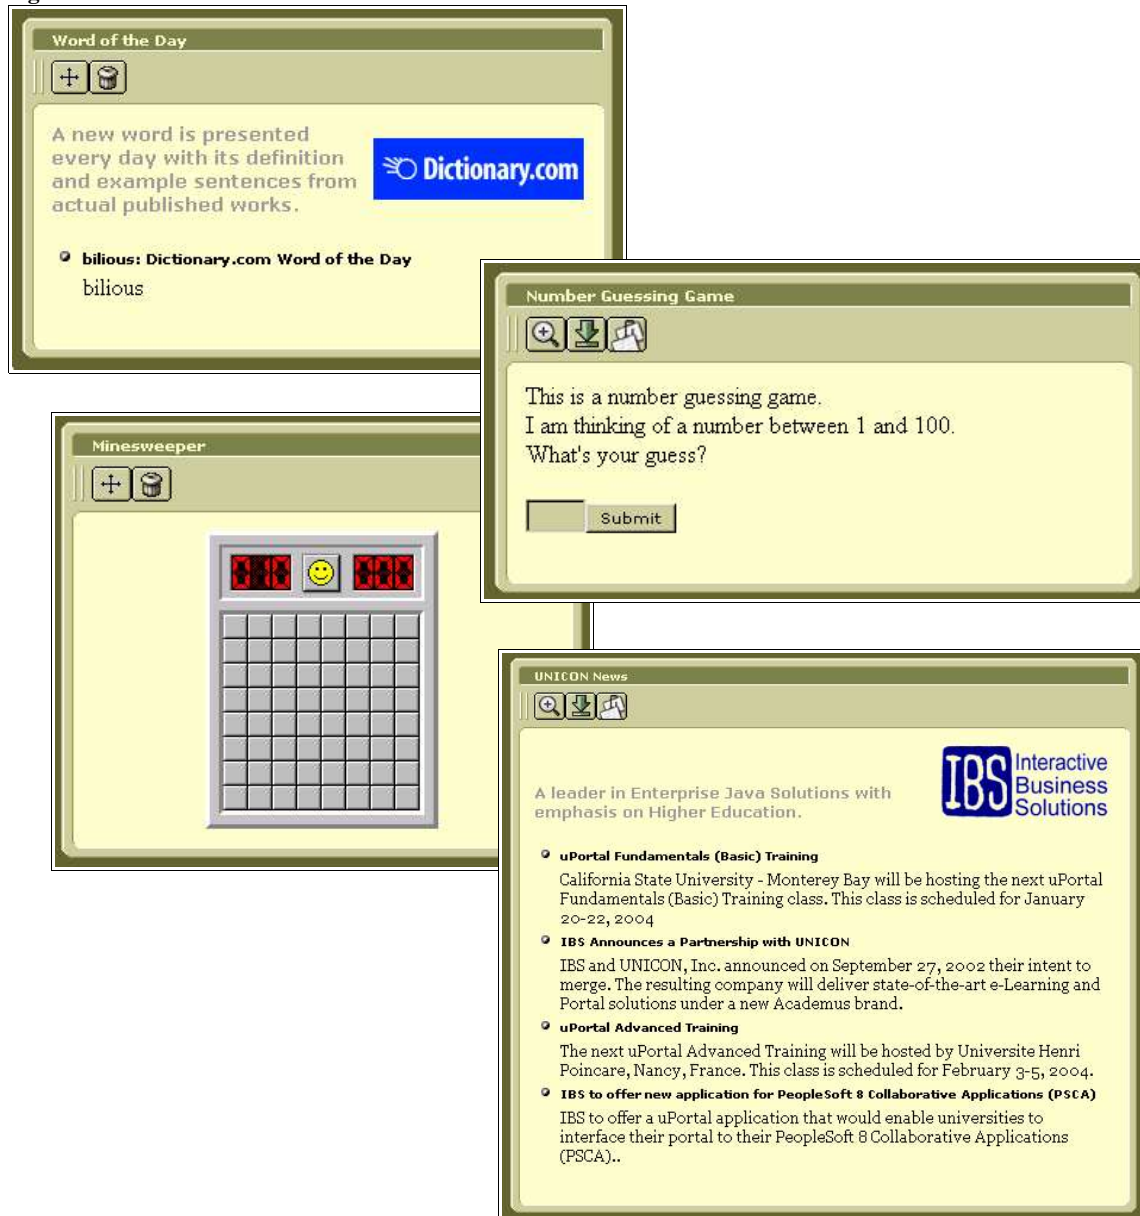 Word of the Day
A new word is presented
every day with its definition
and example sentences from
actual published works.
Dictionary.com
bilious: Dictionary.com Word of the Day
bilious
Number Guessing Game
This is a number guessing game.
I am thinking of a number between 1 and 100.
What's your guess?
Submit
Minesweeper
UNICON News
IBS Interactive
Business
Solutions
A leader in Enterprise Java Solutions with
emphasis on Higher Education.
uPortal Fundamentals (Basic) Training
California State University - Monterey Bay will be hosting the next uPortal
Fundamentals (Basic) Training class. This class is scheduled for January
20-22, 2004
IBS Announces a Partnership with UNICON
IBS and UNICON, Inc. announced on September 27, 2002 their intent to
merge. The resulting company will deliver state-of-the-art e-Learning and
Portal solutions under a new Academus brand.
uPortal Advanced Training
The next uPortal Advanced Training will be hosted by Universite Henri
Poincare, Nancy, France. This class is scheduled for February 3-5, 2004.
IBS to offer new application for PeopleSoft 8 Collaborative Applications (PSCA)
IBS to offer a uPortal application that would enable universities to
interface their portal to their PeopleSoft 8 Collaborative Applications
(PSCA)..